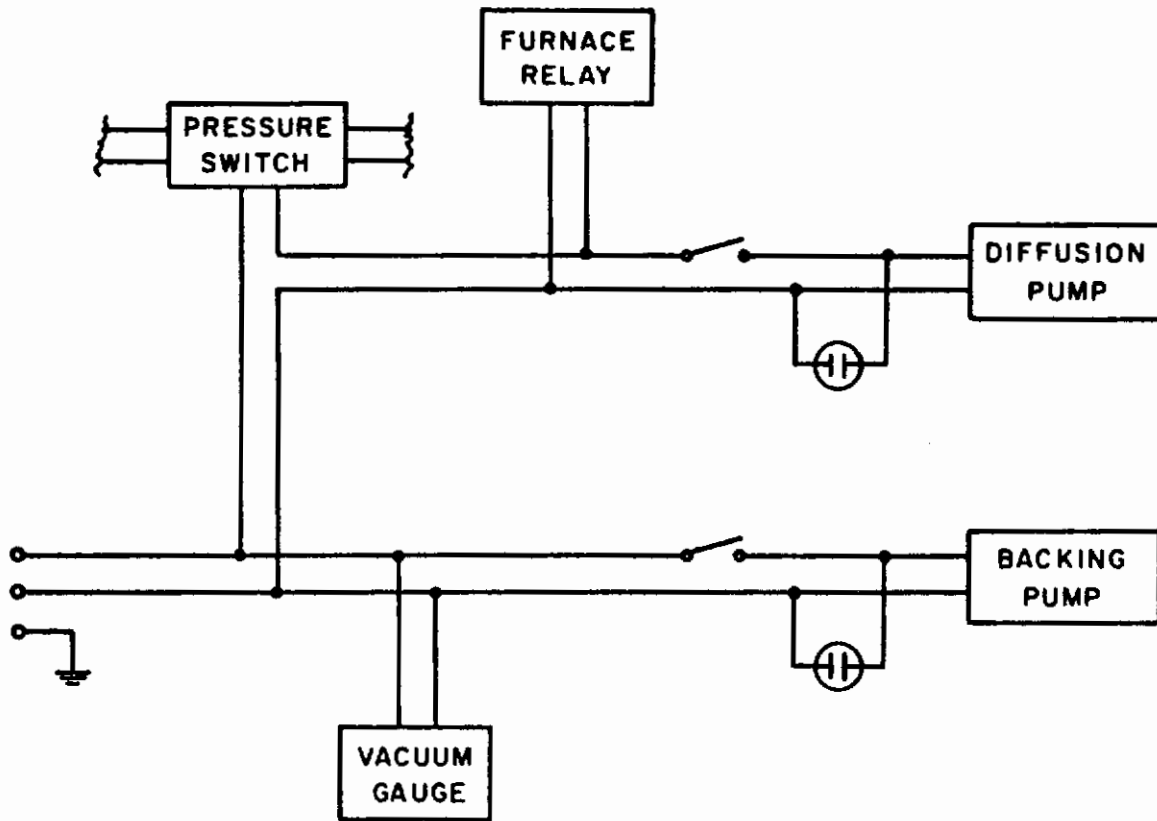 FURNACE
RELAY
PRESSURE
SWITCH
DIFFUSION
PUMP
BACKING
PUMP
VACUUM
GAUGE